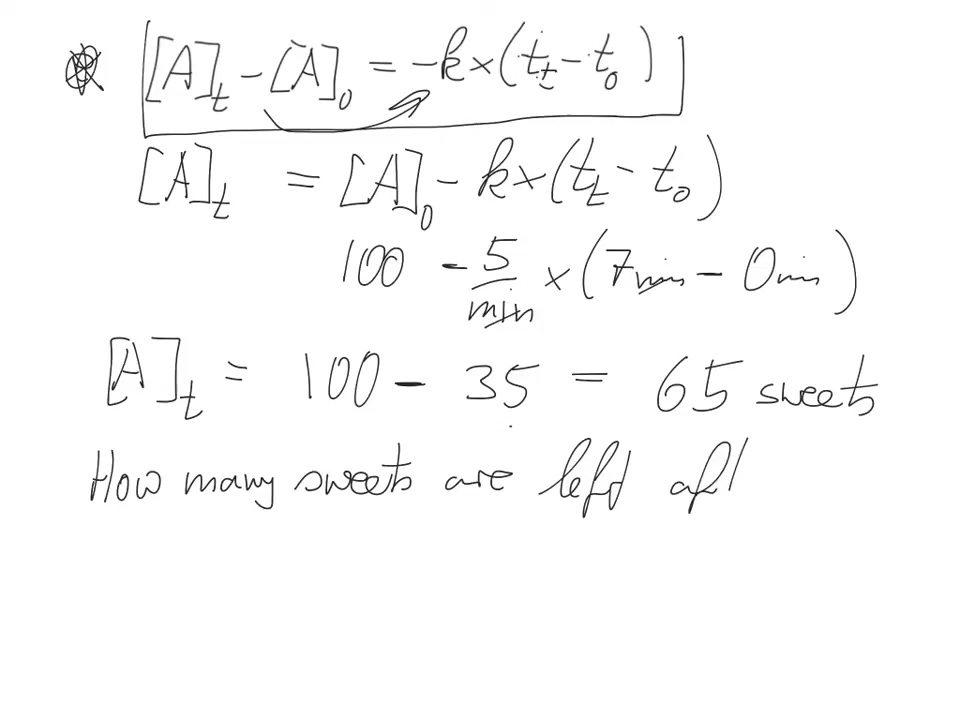 [A]t - [A]0 = -k×(tt - t0)
[A]t = [A]0 - k×(tt - t0)
100 - 5/min × (7min - 0min)
[A]t = 100 - 35 = 65 sweets
How many sweets are left aft